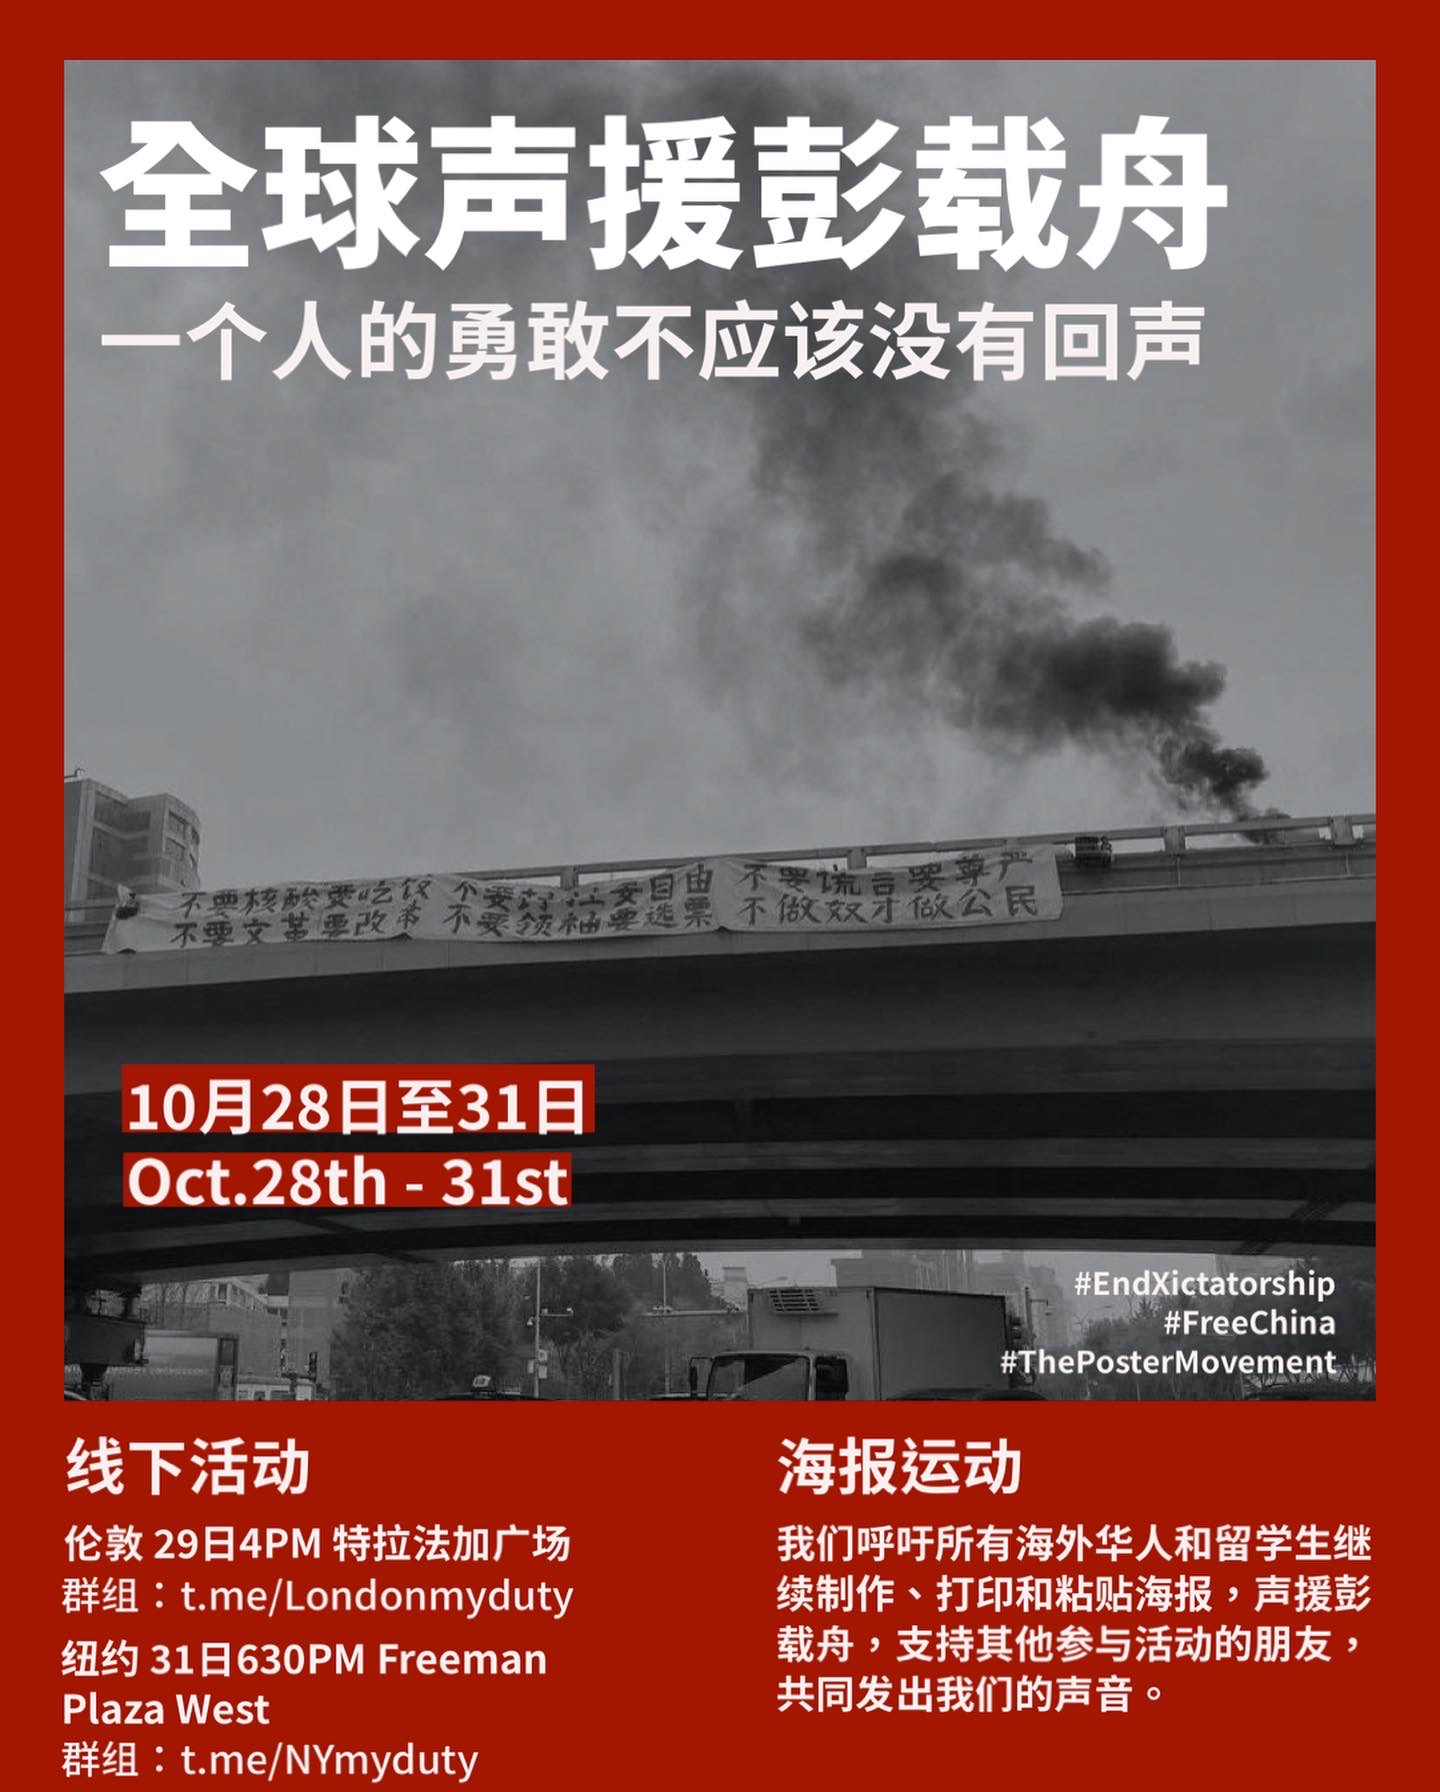 全球声援彭载舟
一个人的勇敢不应该没有回声
不要核酸要吃饭 不要封江要自由 不要谎言要尊严
不要文革要改革 不要领袖要选票 不做奴才做公民
10月28日至31日
Oct.28th - 31st
#EndXictatorship
#FreeChina
#ThePosterMovement
线下活动
伦敦 29日4PM 特拉法加广场
群组：t.me/Londonmyduty
纽约 31日630PM Freeman
Plaza West
群组：t.me/NYmyduty
海报运动
我们呼吁所有海外华人和留学生继
续制作、打印和粘贴海报，声援彭
载舟，支持其他参与活动的朋友，
共同发出我们的声音。